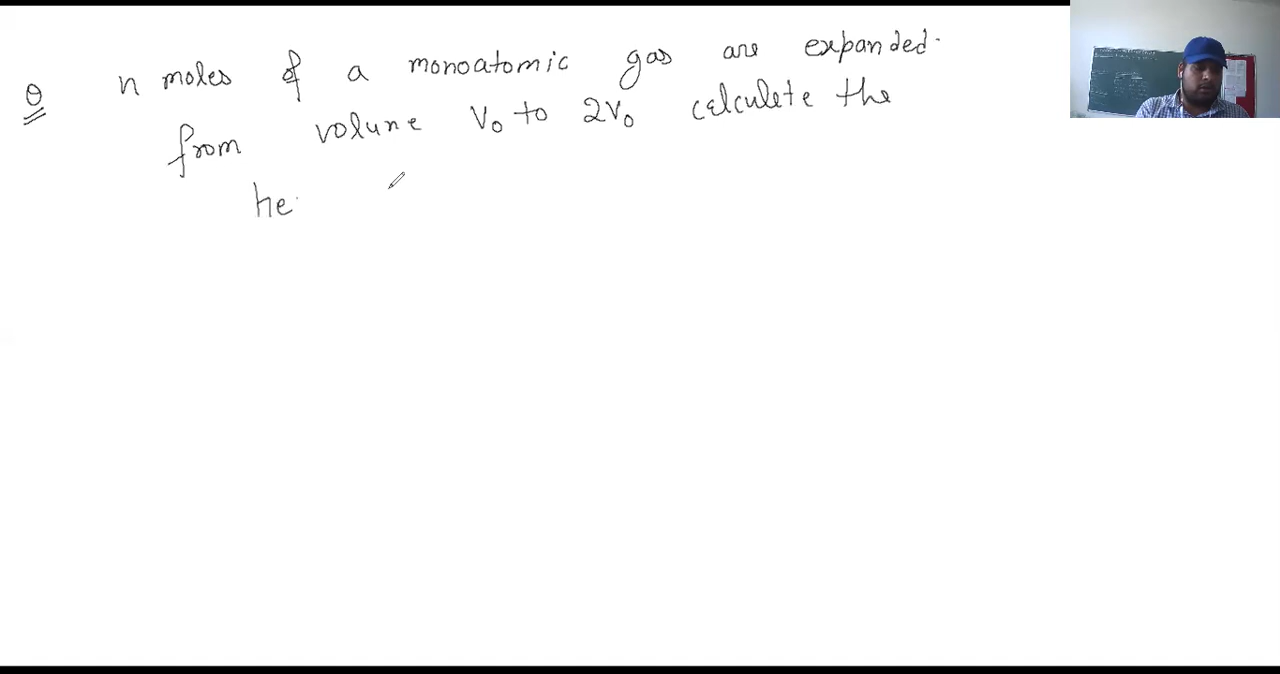 Q n moles of a monoatomic gas are expanded.
from volume V₀ to 2V₀ calculate the
he